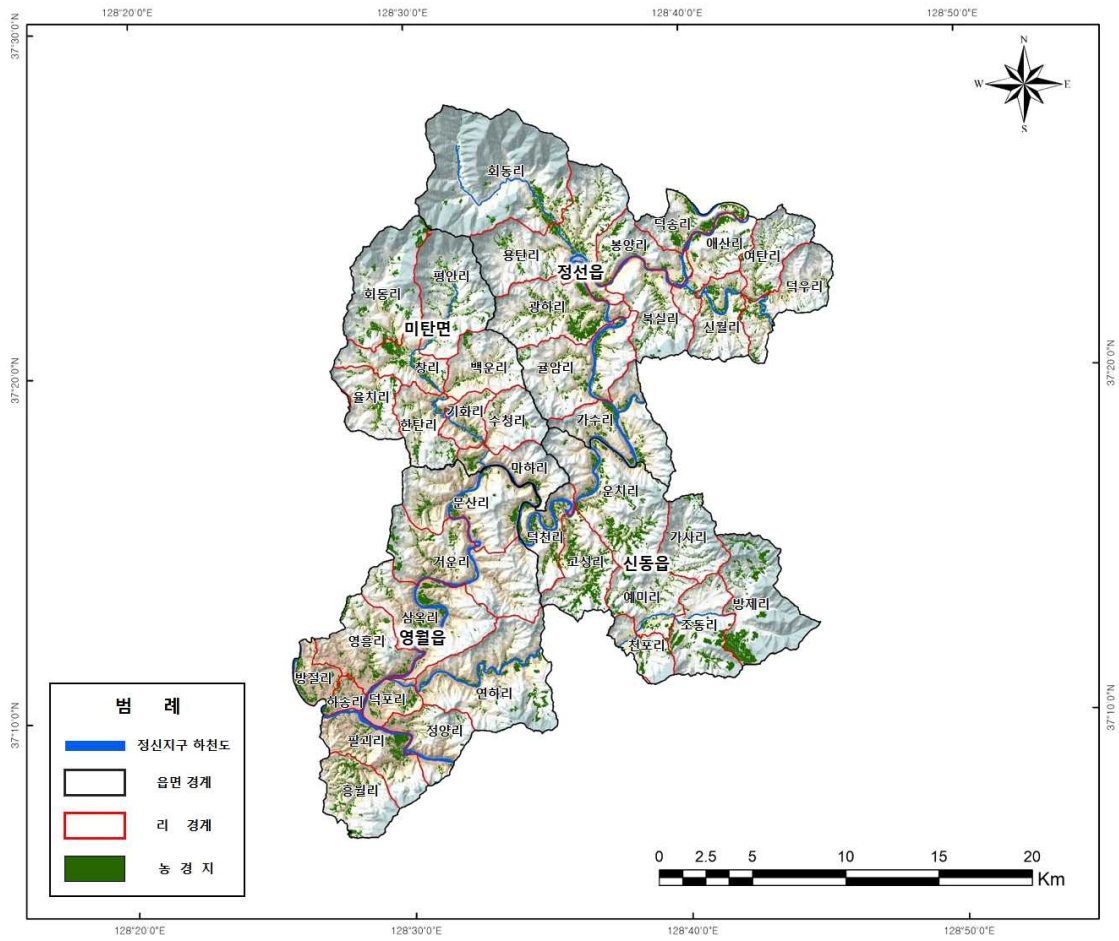 128°20'0"E 128°30'0"E 128°40'0"E 128°50'0"E
37°30'0"N
37°20'0"N
37°10'0"N
37°20'0"N
37°10'0"N
N
W E
S
회동리
덕송리
애산리
봉양리
여탄리
용탄리
정선읍
평안리
덕우리
회동리
광하리
북실리
신월리
미탄면
창리
백운리
귤암리
율치리
기화리
수청리
가수리
한탄리
마하리
운치리
문산리
덕천리
가사리
거운리
고성리
신동읍
예미리
방제리
삼옥리
조동리
영흥리
영월읍
천포리
방절리
연하리
하송리
덕포리
정양리
팔괴리
흥월리
범 례
정신지구 하천도
읍면 경계
리 경계
농 경 지
0 2.5 5 10 15 20
Km
128°20'0"E 128°30'0"E 128°40'0"E 128°50'0"E